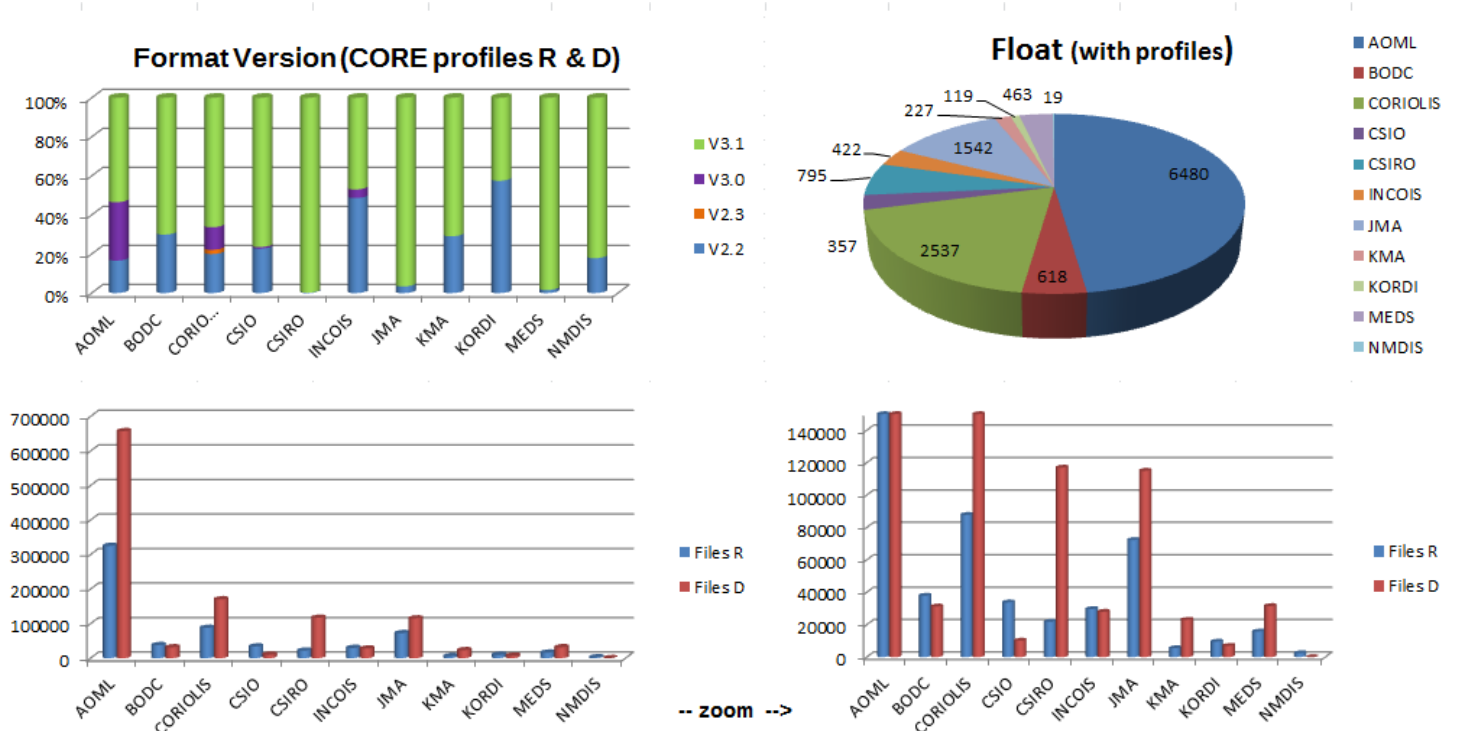 Format Version (CORE profiles R & D)
100%
80%
60%
40%
20%
0%
AOML
BODC
CORIO...
CSIO
CSIRO
INCOIS
JMA
KMA
KORDI
MEDS
NMDIS
V3.1
V3.0
V2.3
V2.2
Float (with profiles)
6480
618
2537
357
795
422
1542
227
119
463
19
AOML
BODC
CORIOLIS
CSIO
CSIRO
INCOIS
JMA
KMA
KORDI
MEDS
NMDIS
700000
600000
500000
400000
300000
200000
100000
0
AOML
BODC
CORIOLIS
CSIO
CSIRO
INCOIS
JMA
KMA
KORDI
MEDS
NMDIS
Files R
Files D
-- zoom -->
140000
120000
100000
80000
60000
40000
20000
0
AOML
BODC
CORIOLIS
CSIO
CSIRO
INCOIS
JMA
KMA
KORDI
MEDS
NMDIS
Files R
Files D